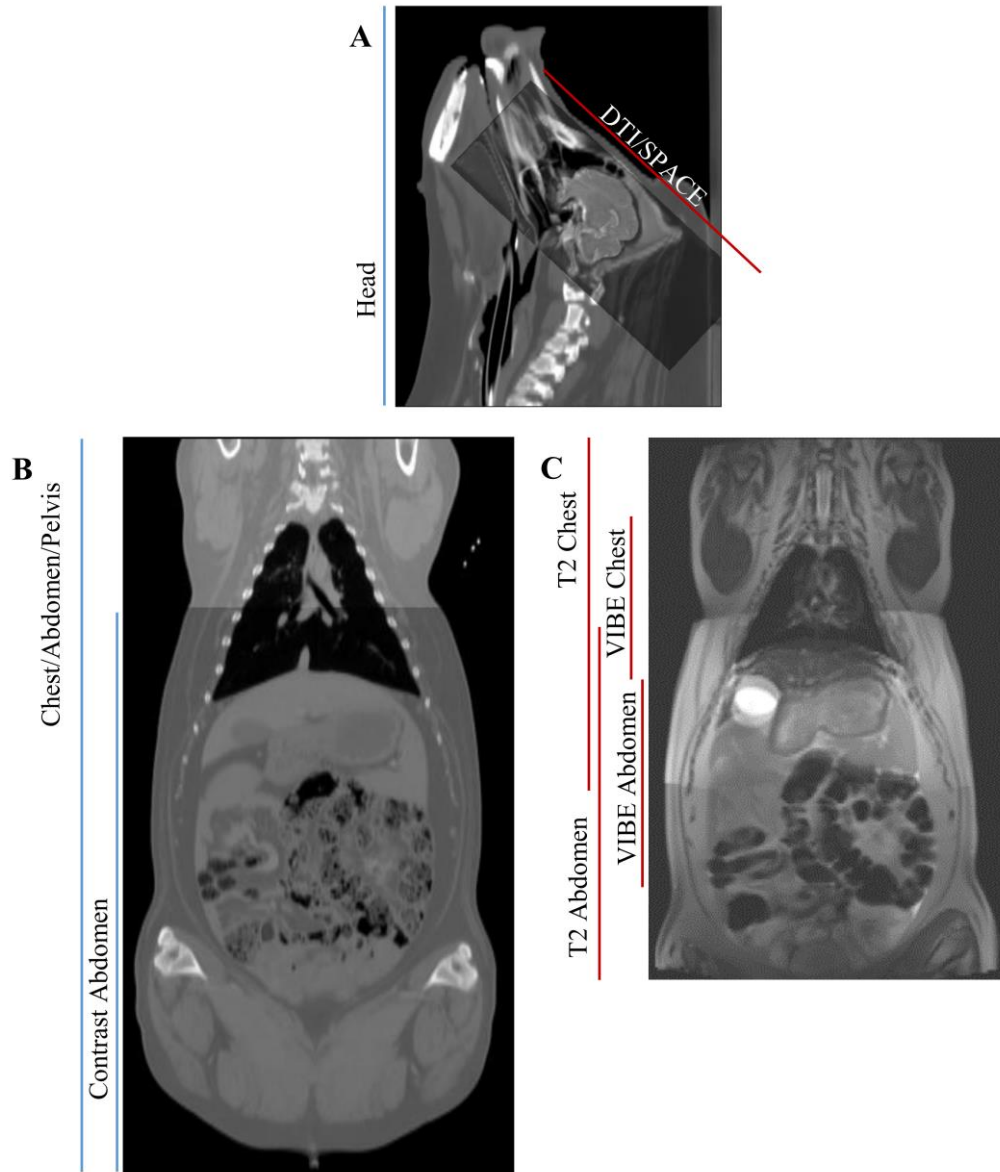 A
Head
DTI/SPACE
B
Chest/Abdomen/Pelvis
Contrast Abdomen
C
T2 Chest
VIBE Chest
T2 Abdomen
VIBE Abdomen